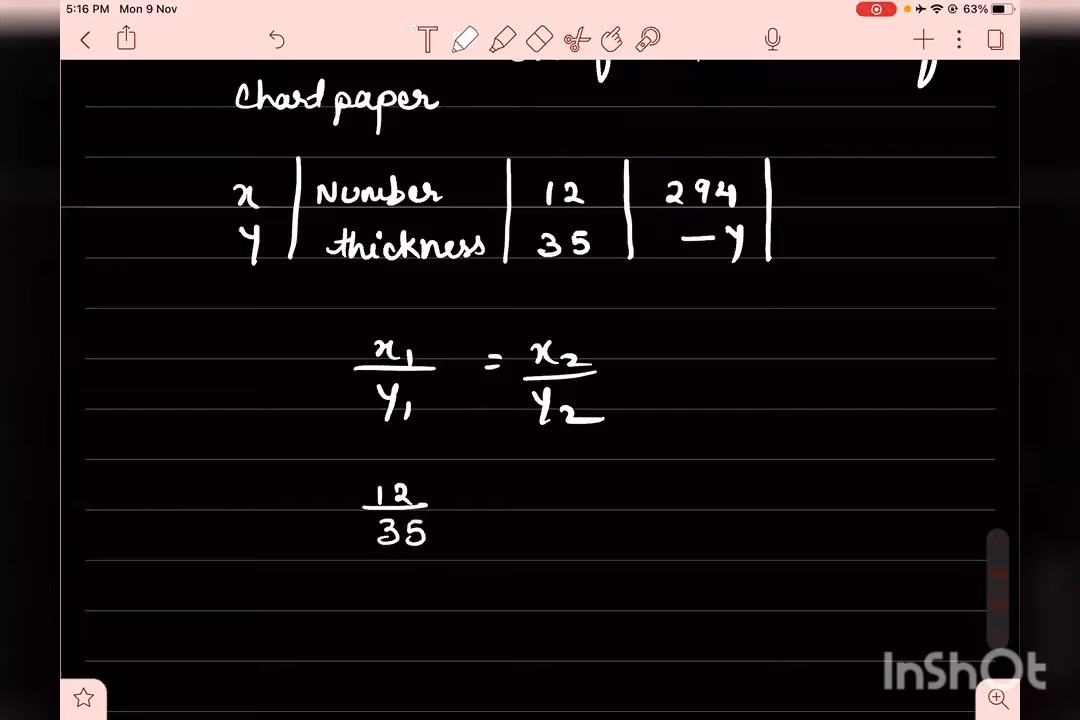 5:16 PM Mon 9 Nov 63%
T
Chard paper
x | Number | 12 | 294 |
y | thickness | 35 | — y |
x₁ = x₂
y₁ y₂
12
35
InShOt